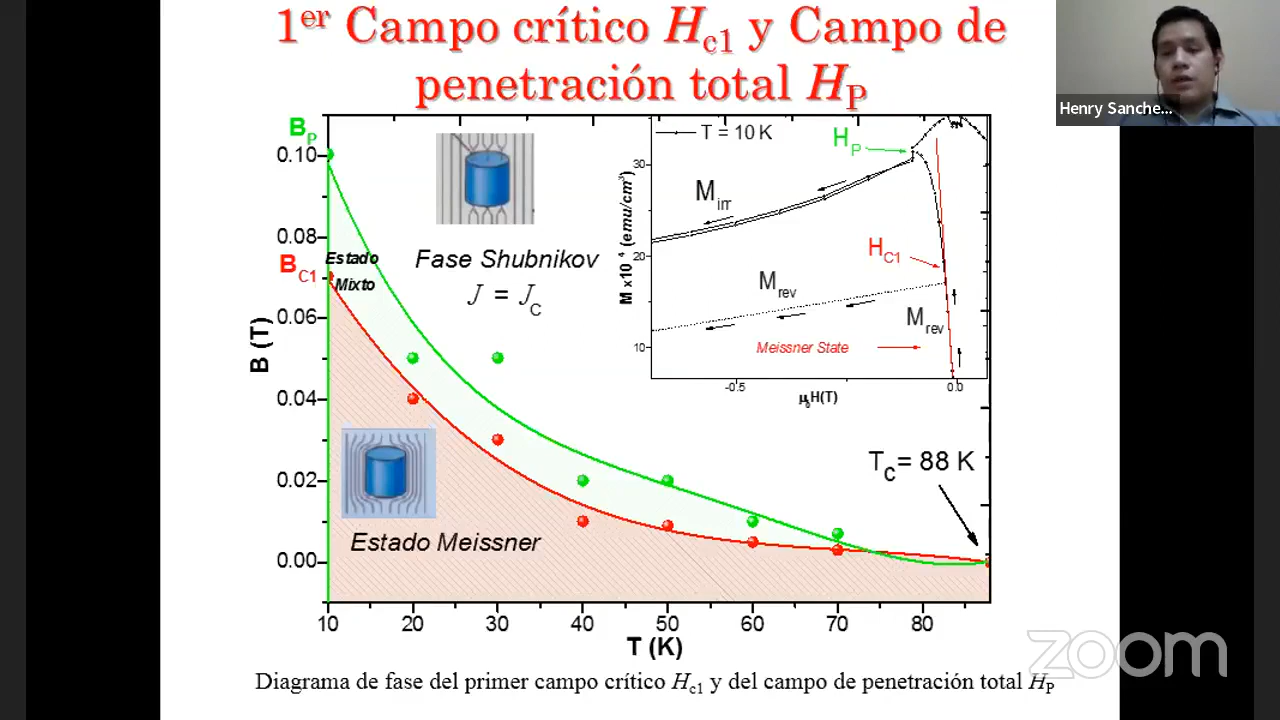 1er Campo crítico Hc1 y Campo de
penetración total HP
Henry Sanche...
BP
0.10
0.08
BC1
0.06
0.04
0.02
0.00
B (T)
Estado
Mixto
Fase Shubnikov
J = JC
Estado Meissner
T = 10 K
HP
30
Mirr
20
HC1
Mrev
Mrev
10
Meissner State
M x10⁻⁴ (emu/cm³)
-0.5
0.0
μ0H(T)
TC= 88 K
10
20
30
40
50
60
70
80
T (K)
zoom
Diagrama de fase del primer campo crítico Hc1 y del campo de penetración total HP